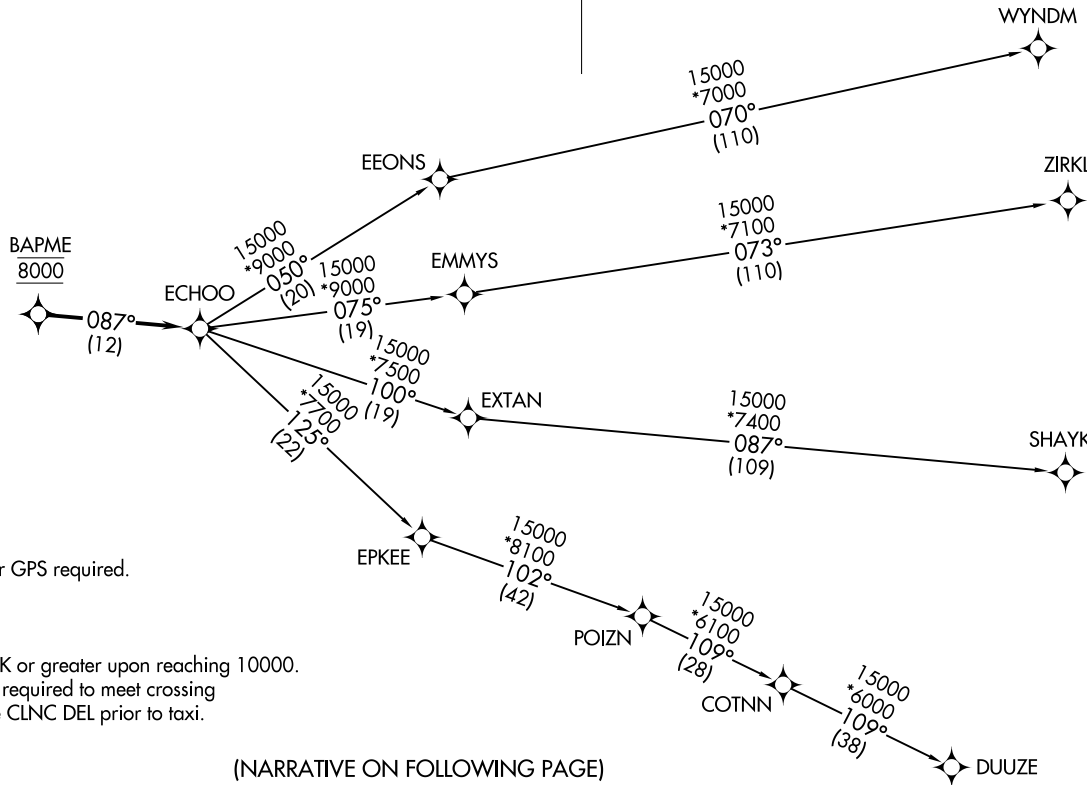 WYNDM
15000
*7000
070°
(110)
EEONS
ZIRKL
15000
*7100
073°
(110)
BAPME
8000
15000
*9000
050°
(20)
15000
*9000
075°
(19)
EMMYS
ECHOO
087°
(12)
15000
*7500
100°
(19)
EXTAN
15000
*7700
125°
(22)
15000
*7400
087°
(109)
SHAYK
EPKEE
15000
*8100
102°
(42)
r GPS required.
POIZN
15000
*6100
109°
(28)
K or greater upon reaching 10000.
required to meet crossing
CLNC DEL prior to taxi.
COTNN
15000
*6000
109°
(38)
DUUZE
(NARRATIVE ON FOLLOWING PAGE)